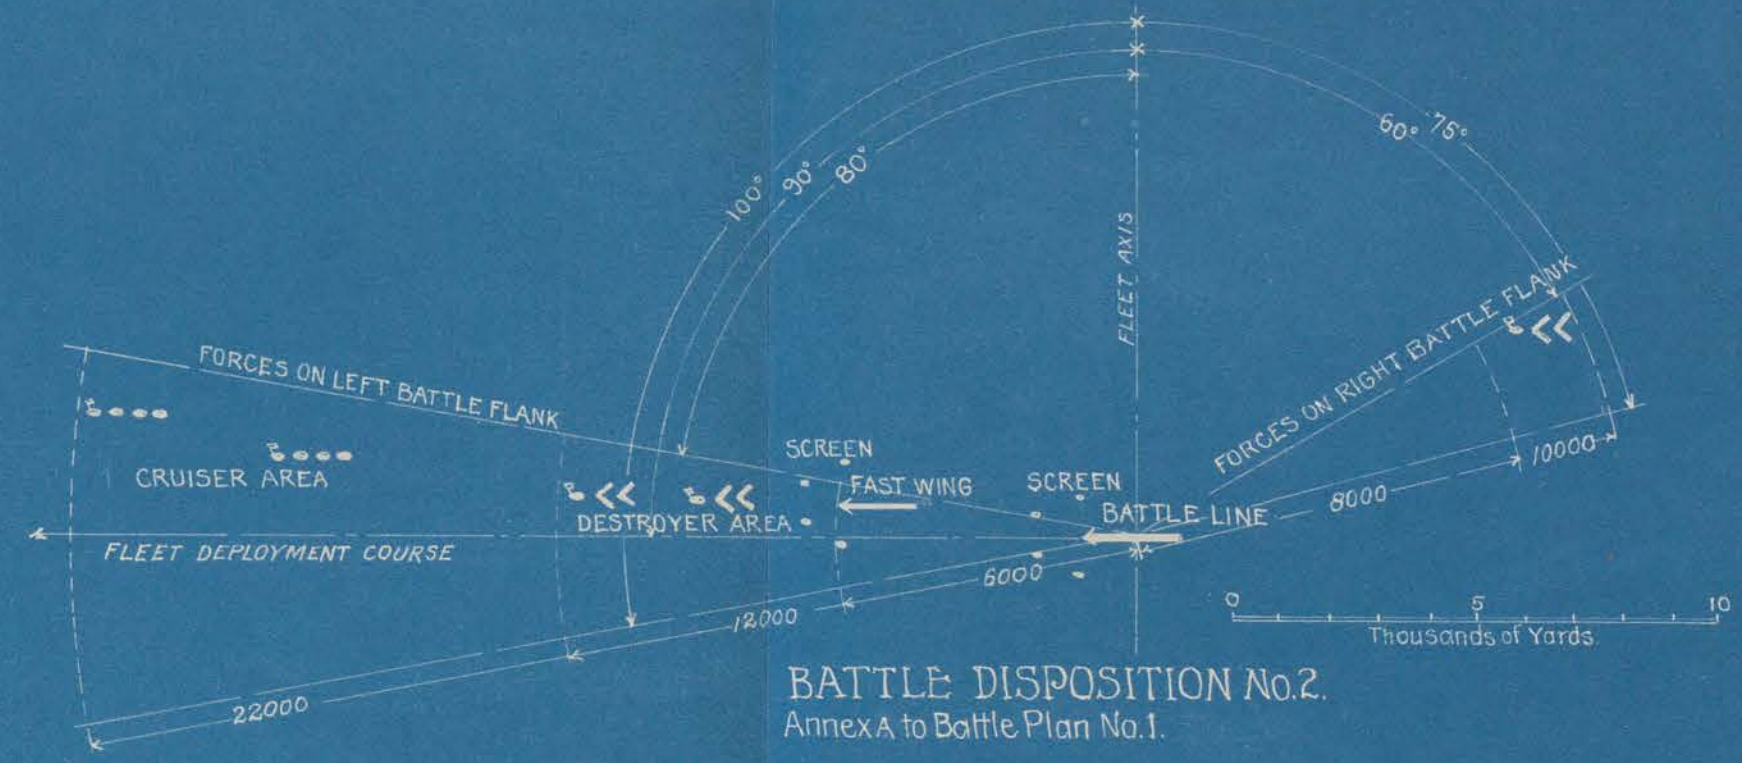 100°
90°
80°
60°
75°
FLEET AXIS
FORCES ON LEFT BATTLE FLANK
FORCES ON RIGHT BATTLE FLANK
CRUISER AREA
SCREEN
FAST WING
SCREEN
DESTROYER AREA
BATTLE LINE
FLEET DEPLOYMENT COURSE
10000
8000
6000
12000
22000
0 5 10
Thousands of Yards.
BATTLE DISPOSITION No.2.
Annex A to Battle Plan No.1.